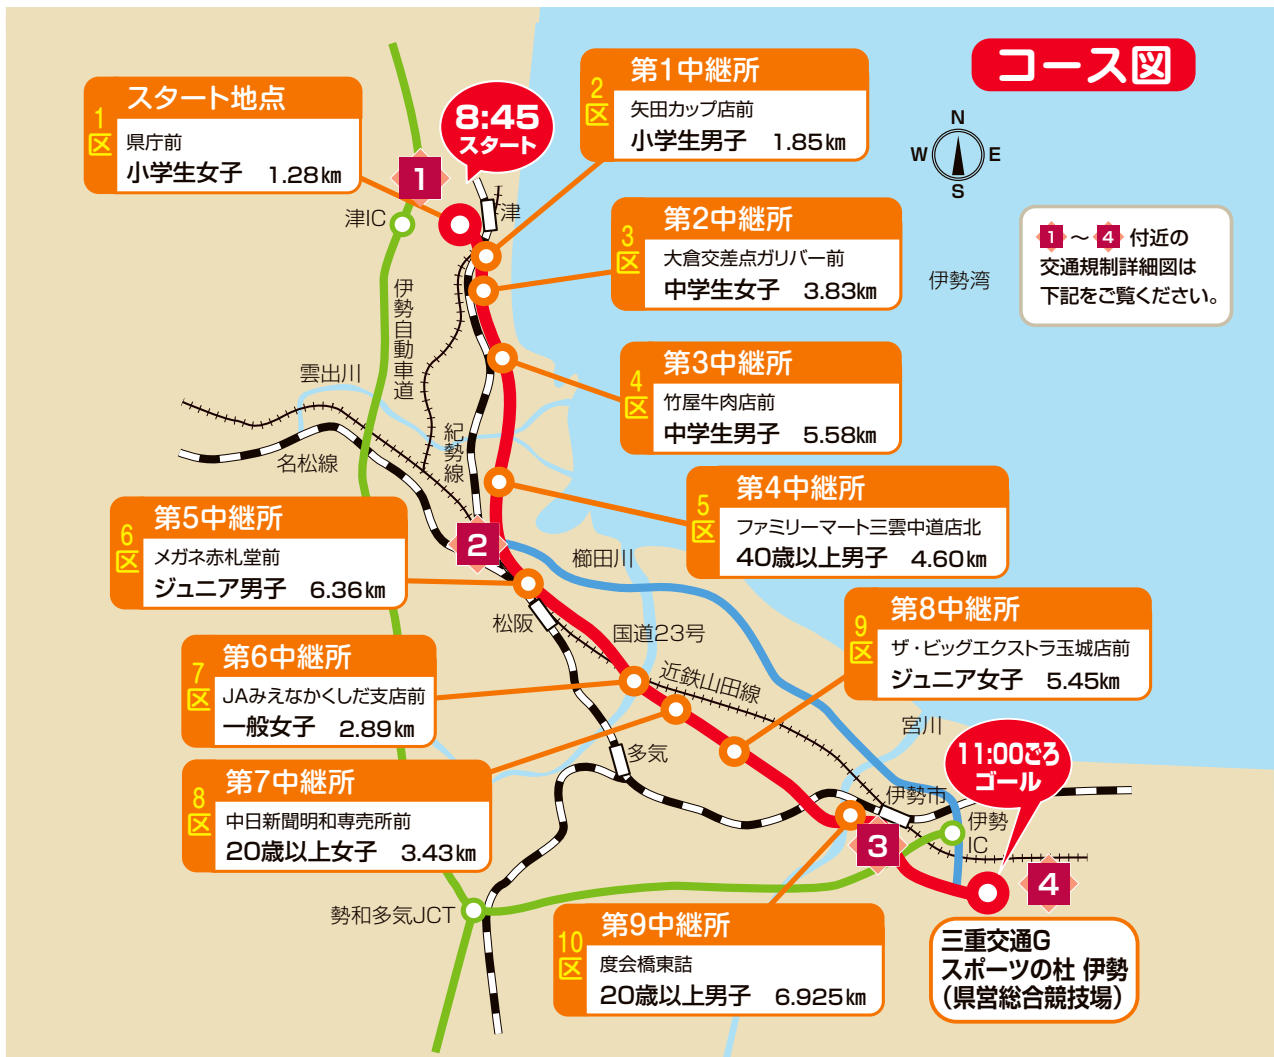 コース図
N
W E
S
1 ~ 4 付近の
交通規制詳細図は
下記をご覧ください。
8:45
スタート
1区
スタート地点
県庁前
小学生女子 1.28km
2区
第1中継所
矢田カップ店前
小学生男子 1.85km
3区
第2中継所
大倉交差点ガリバー前
中学生女子 3.83km
4区
第3中継所
竹屋牛肉店前
中学生男子 5.58km
5区
第4中継所
ファミリーマート三雲中道店北
40歳以上男子 4.60km
6区
第5中継所
メガネ赤札堂前
ジュニア男子 6.36km
7区
第6中継所
JAみえなかくしだ支店前
一般女子 2.89km
8区
第7中継所
中日新聞明和専売所前
20歳以上女子 3.43km
9区
第8中継所
ザ・ビッグエクストラ玉城店前
ジュニア女子 5.45km
10区
第9中継所
度会橋東詰
20歳以上男子 6.925km
11:00ごろ
ゴール
三重交通G
スポーツの杜 伊勢
(県営総合競技場)
1
津IC
津
伊勢自動車道
伊勢湾
雲出川
名松線
紀勢線
2
櫛田川
松阪
国道23号
近鉄山田線
多気
宮川
伊勢市
伊勢
IC
3
4
勢和多気JCT